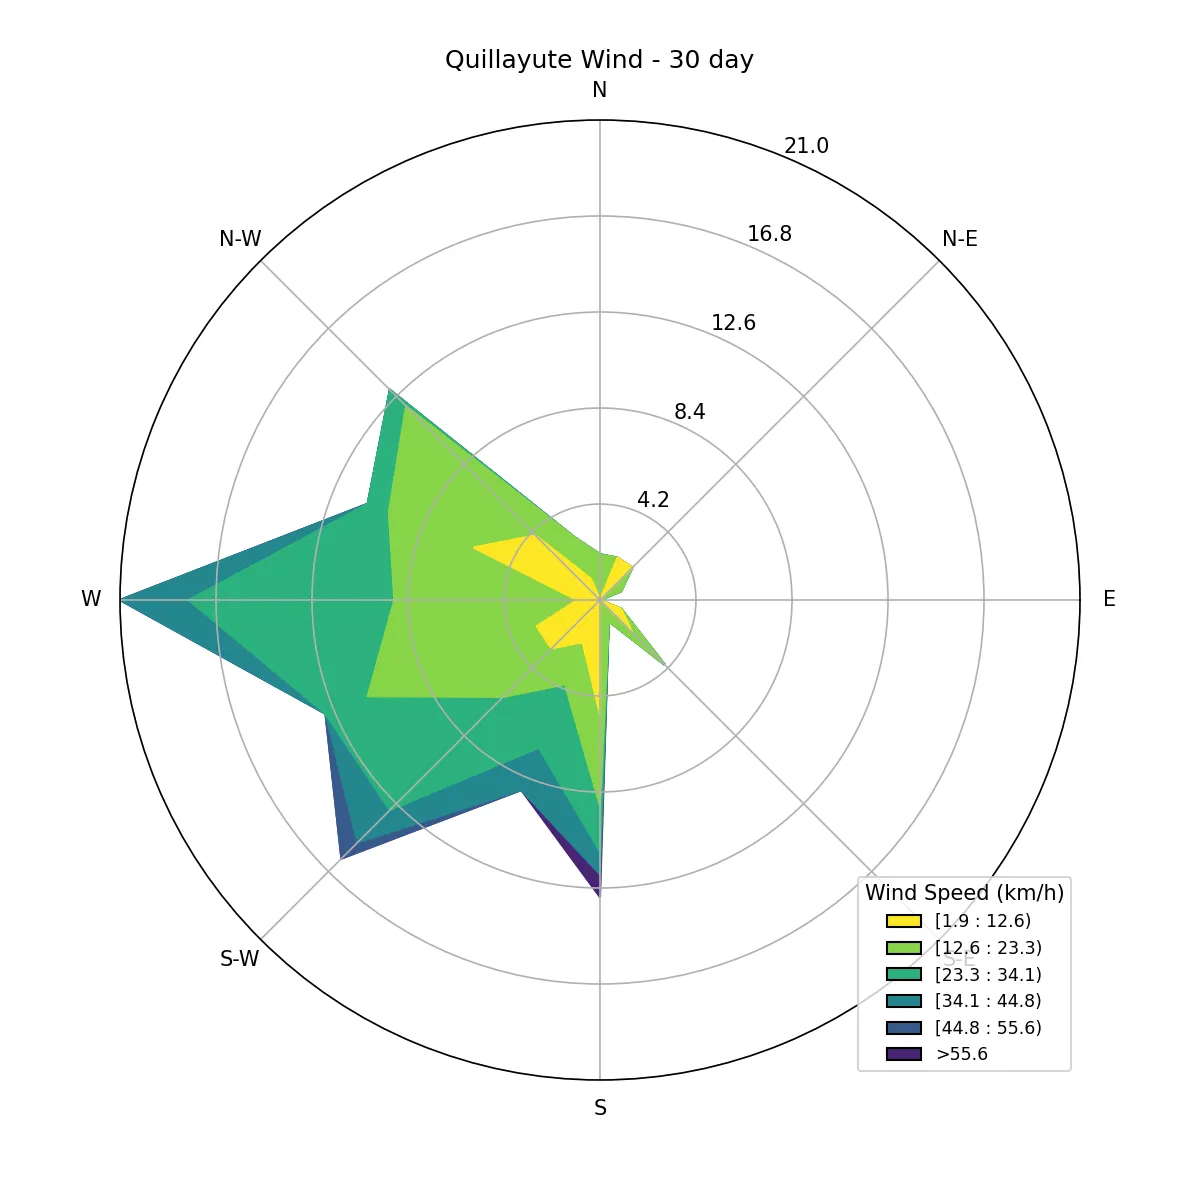 Quillayute Wind - 30 day
N
21.0
16.8
N-W
N-E
12.6
8.4
4.2
W
E
Wind Speed (km/h)
[1.9 : 12.6)
[12.6 : 23.3)
S-W
S-E
[23.3 : 34.1)
[34.1 : 44.8)
[44.8 : 55.6)
>55.6
S